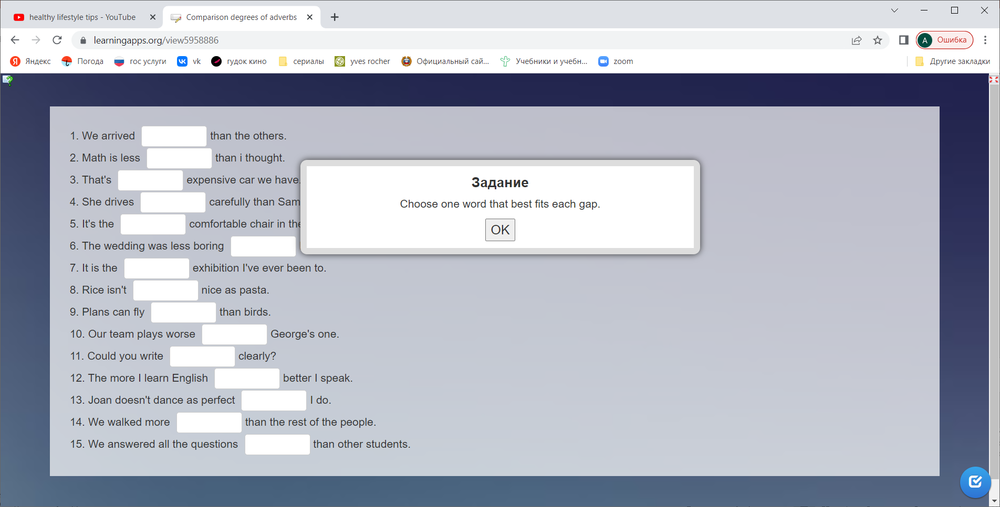 healthy lifestyle tips - YouTube
Comparison degrees of adverbs
learningapps.org/view5958886
A Ошибка
Яндекс Погода гос услуги vk гудок кино сериалы yves rocher Официальный сай... Учебники и учебн... zoom Другие закладки
1. We arrived than the others.
2. Math is less than i thought.
3. That's expensive car we have.
4. She drives carefully than Sam
5. It's the comfortable chair in the
6. The wedding was less boring
Задание
Choose one word that best fits each gap.
OK
7. It is the exhibition I've ever been to.
8. Rice isn't nice as pasta.
9. Plans can fly than birds.
10. Our team plays worse George's one.
11. Could you write clearly?
12. The more I learn English better I speak.
13. Joan doesn't dance as perfect I do.
14. We walked more than the rest of the people.
15. We answered all the questions than other students.